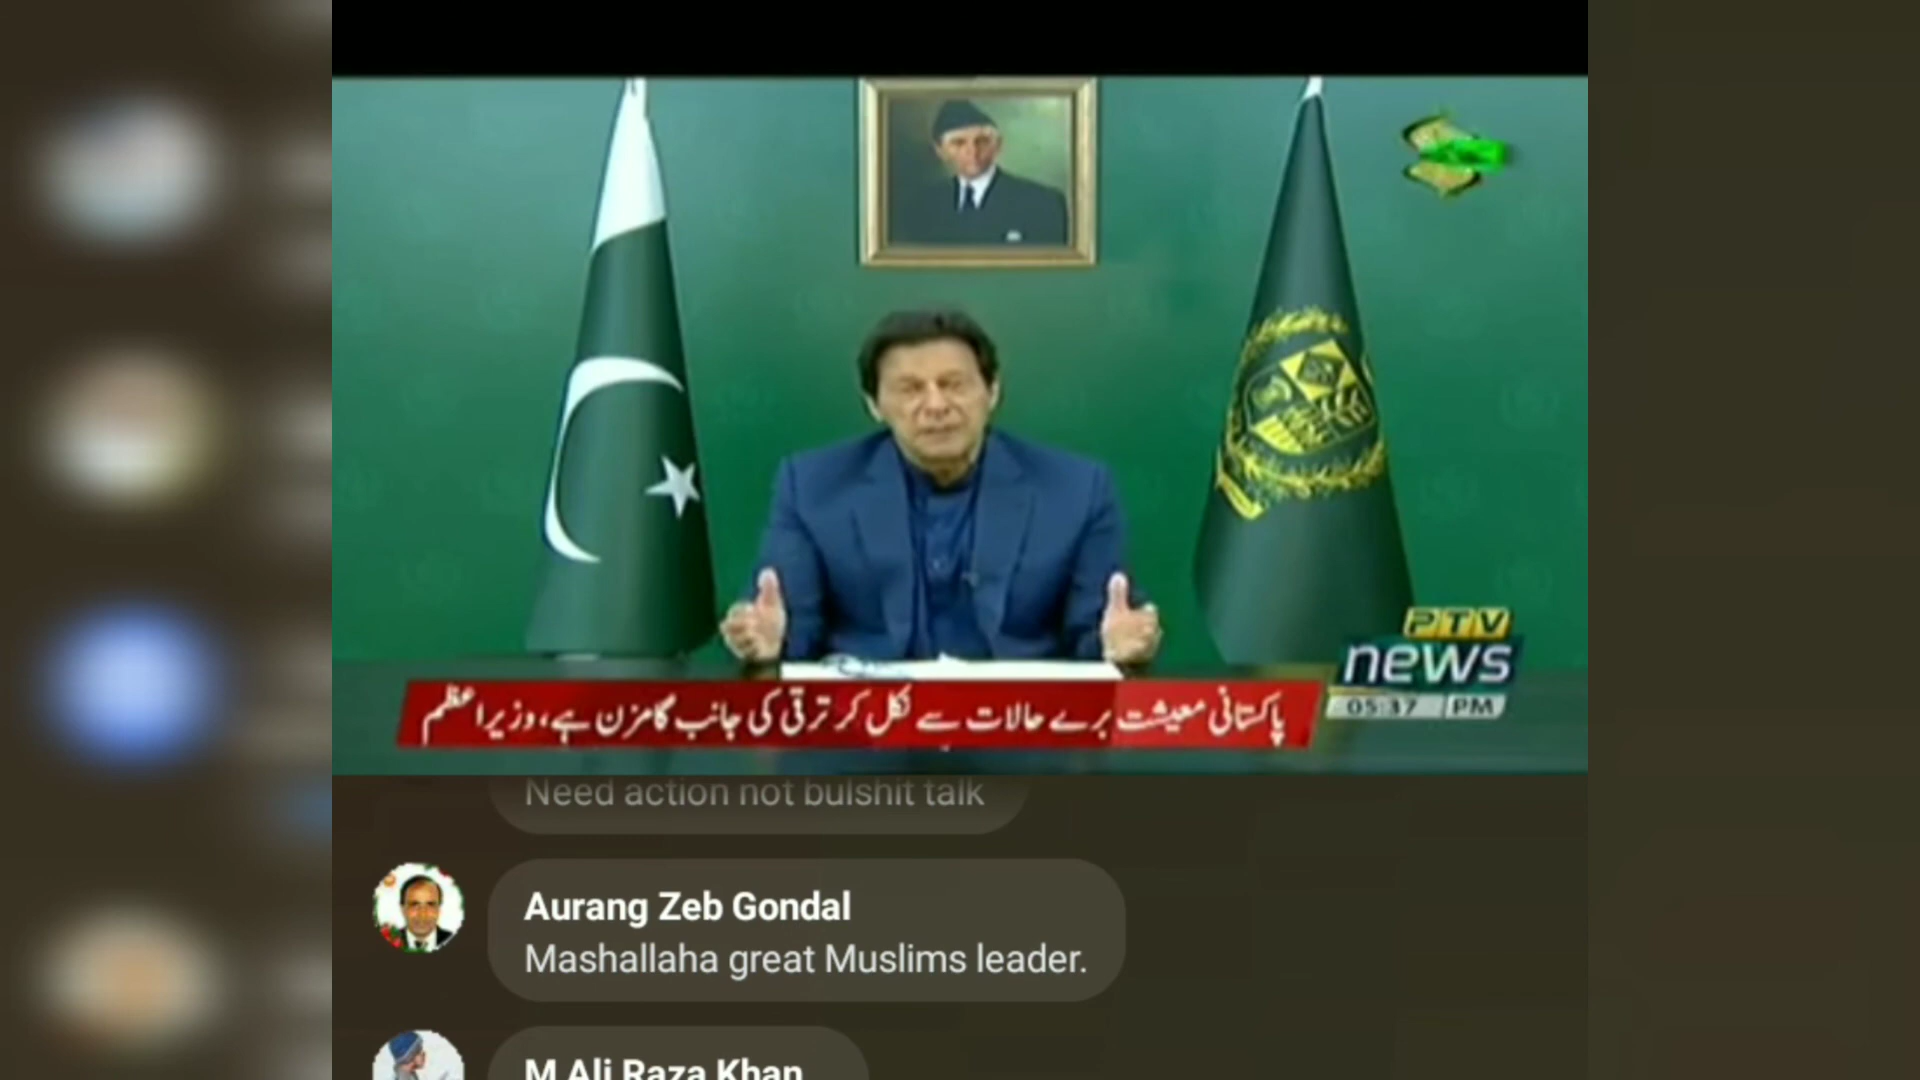 PTV
news
05:37 PM
پاکستانی معیشت برے حالات سے نکل کر ترقی کی جانب گامزن ہے، وزیراعظم
Need action not bulshit talk
Aurang Zeb Gondal
Mashallaha great Muslims leader.
M Ali Raza Khan